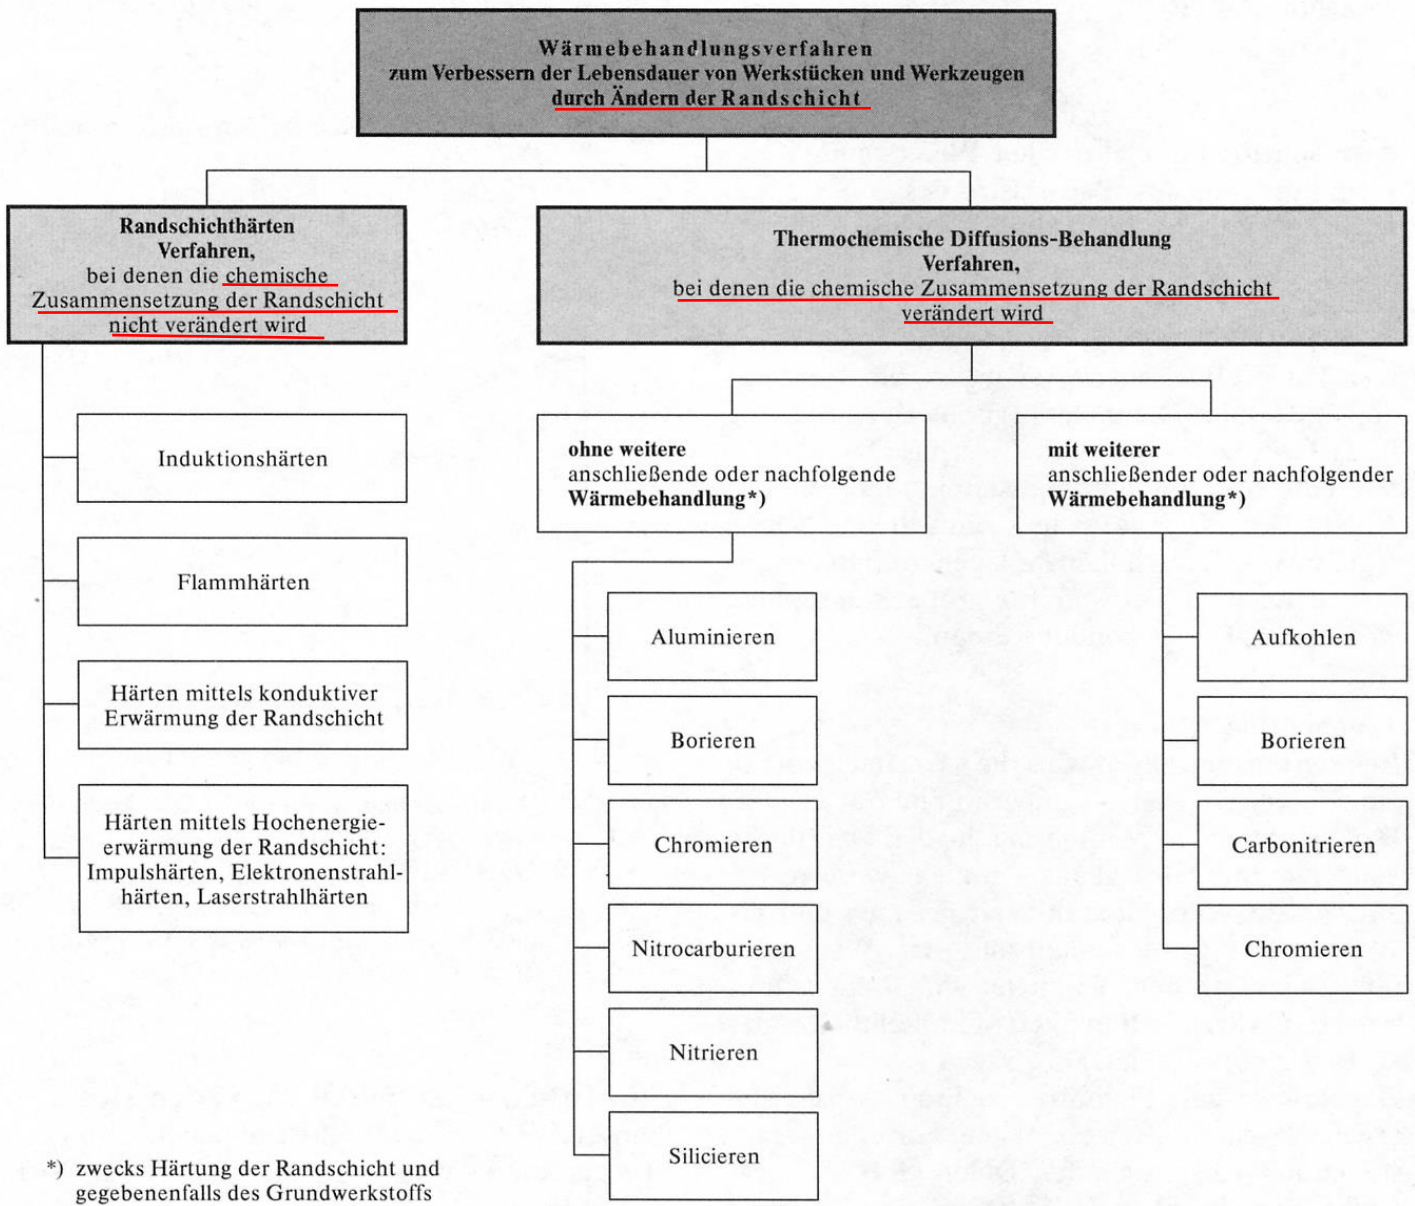 Wärmebehandlungsverfahren
zum Verbessern der Lebensdauer von Werkstücken und Werkzeugen
durch Ändern der Randschicht
Randschichthärten
Verfahren,
bei denen die chemische
Zusammensetzung der Randschicht
nicht verändert wird
Induktionshärten
Flammhärten
Härten mittels konduktiver
Erwärmung der Randschicht
Härten mittels Hochenergie-
erwärmung der Randschicht:
Impulshärten, Elektronenstrahl-
härten, Laserstrahlhärten
Thermochemische Diffusions-Behandlung
Verfahren,
bei denen die chemische Zusammensetzung der Randschicht
verändert wird
ohne weitere
anschließende oder nachfolgende
Wärmebehandlung*)
Aluminieren
Borieren
Chromieren
Nitrocarburieren
Nitrieren
Silicieren
mit weiterer
anschließender oder nachfolgender
Wärmebehandlung*)
Aufkohlen
Borieren
Carbonitrieren
Chromieren
*) zwecks Härtung der Randschicht und
gegebenenfalls des Grundwerkstoffs